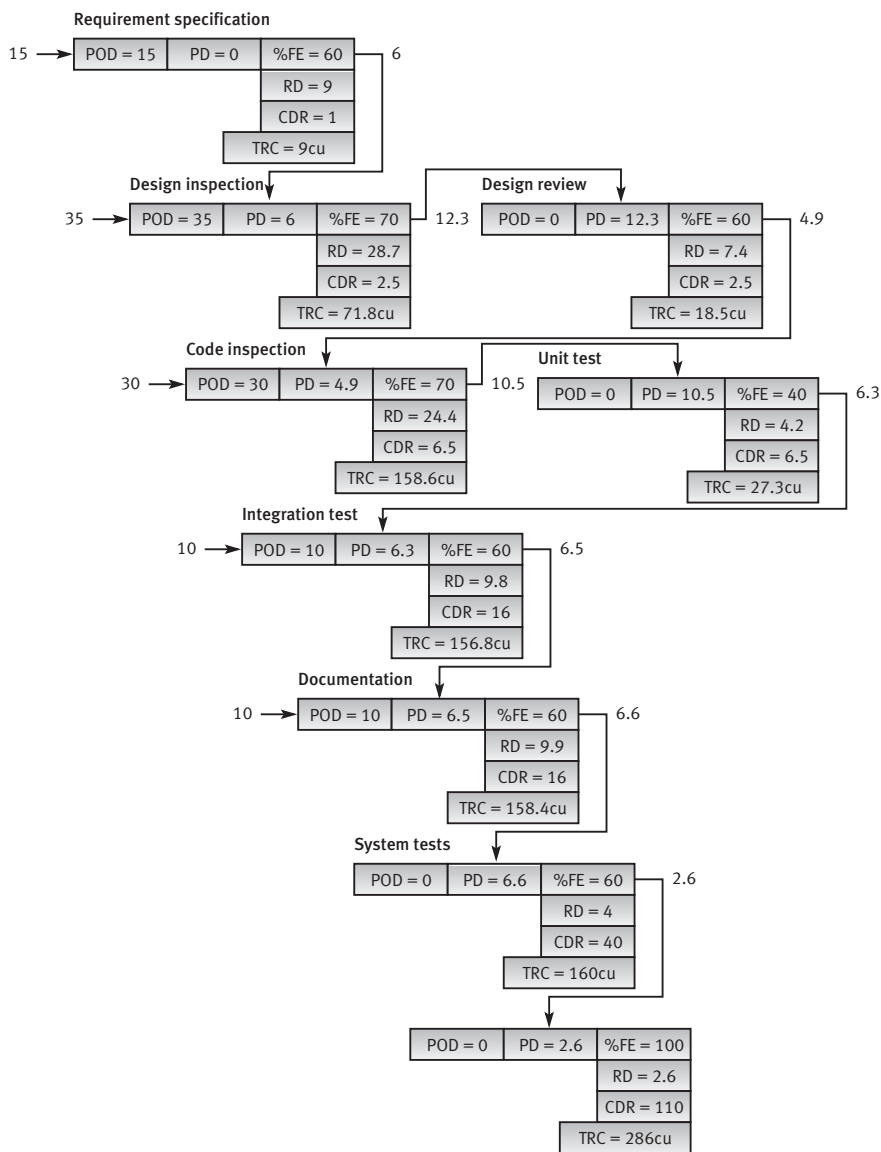 Requirement specification
15 POD = 15 PD = 0 %FE = 60 6
RD = 9
CDR = 1
TRC = 9cu
Design inspection Design review
35 POD = 35 PD = 6 %FE = 70 12.3 POD = 0 PD = 12.3 %FE = 60 4.9
RD = 28.7 RD = 7.4
CDR = 2.5 CDR = 2.5
TRC = 71.8cu TRC = 18.5cu
Code inspection Unit test
30 POD = 30 PD = 4.9 %FE = 70 10.5 POD = 0 PD = 10.5 %FE = 40 6.3
RD = 24.4 RD = 4.2
CDR = 6.5 CDR = 6.5
TRC = 158.6cu TRC = 27.3cu
Integration test
10 POD = 10 PD = 6.3 %FE = 60 6.5
RD = 9.8
CDR = 16
TRC = 156.8cu
Documentation
10 POD = 10 PD = 6.5 %FE = 60 6.6
RD = 9.9
CDR = 16
TRC = 158.4cu
System tests
POD = 0 PD = 6.6 %FE = 60 2.6
RD = 4
CDR = 40
TRC = 160cu
POD = 0 PD = 2.6 %FE = 100
RD = 2.6
CDR = 110
TRC = 286cu